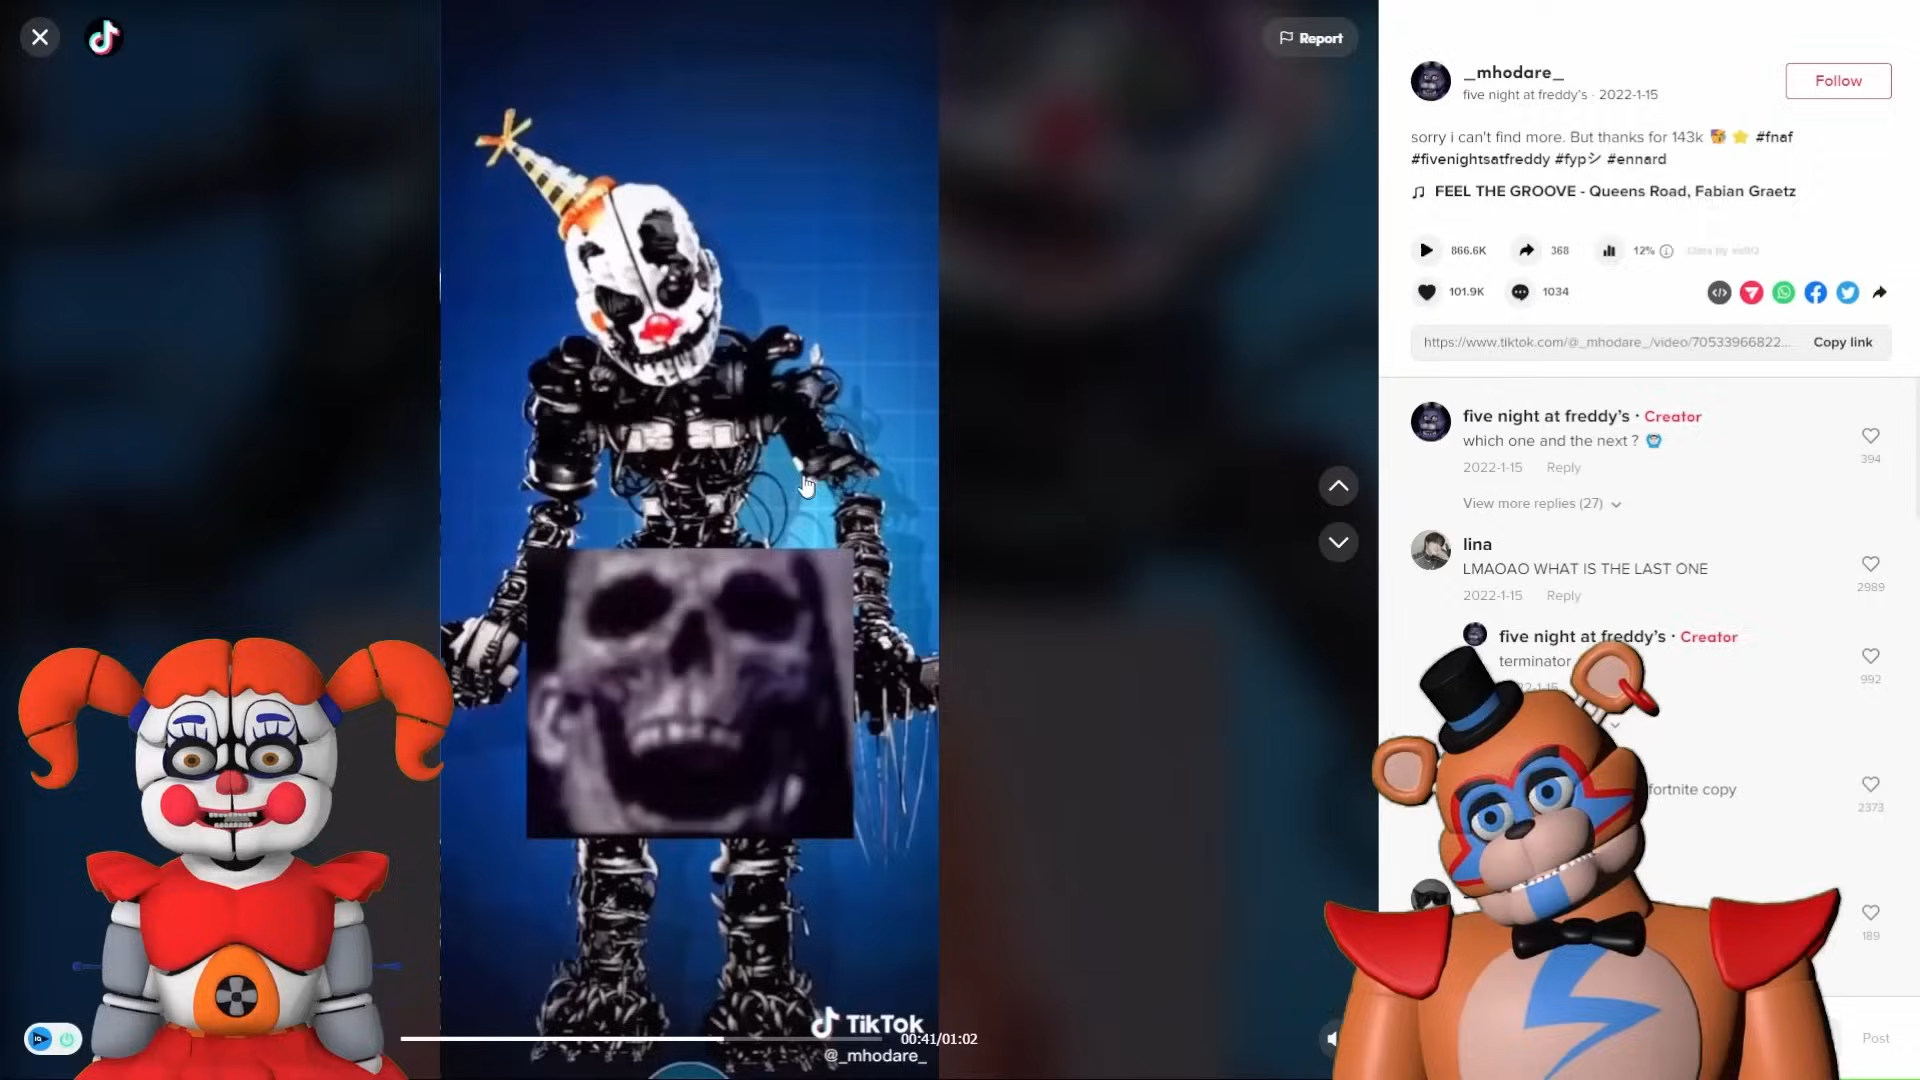 Report
_mhodare_
five night at freddy's · 2022-1-15
Follow
sorry i can't find more. But thanks for 143k 🥳 ⭐ #fnaf
#fivenightsatfreddy #fypシ #ennard
FEEL THE GROOVE - Queens Road, Fabian Graetz
866.6K
368
12%
101.9K
1034
https://www.tiktok.com/@_mhodare_/video/70533966822...
Copy link
five night at freddy's · Creator
which one and the next ?
394
2022-1-15 Reply
View more replies (27)
lina
LMAOAO WHAT IS THE LAST ONE
2989
2022-1-15 Reply
five night at freddy's · Creator
terminator
992
fortnite copy
2373
189
TikTok
00:41/01:02
@_mhodare_
Post